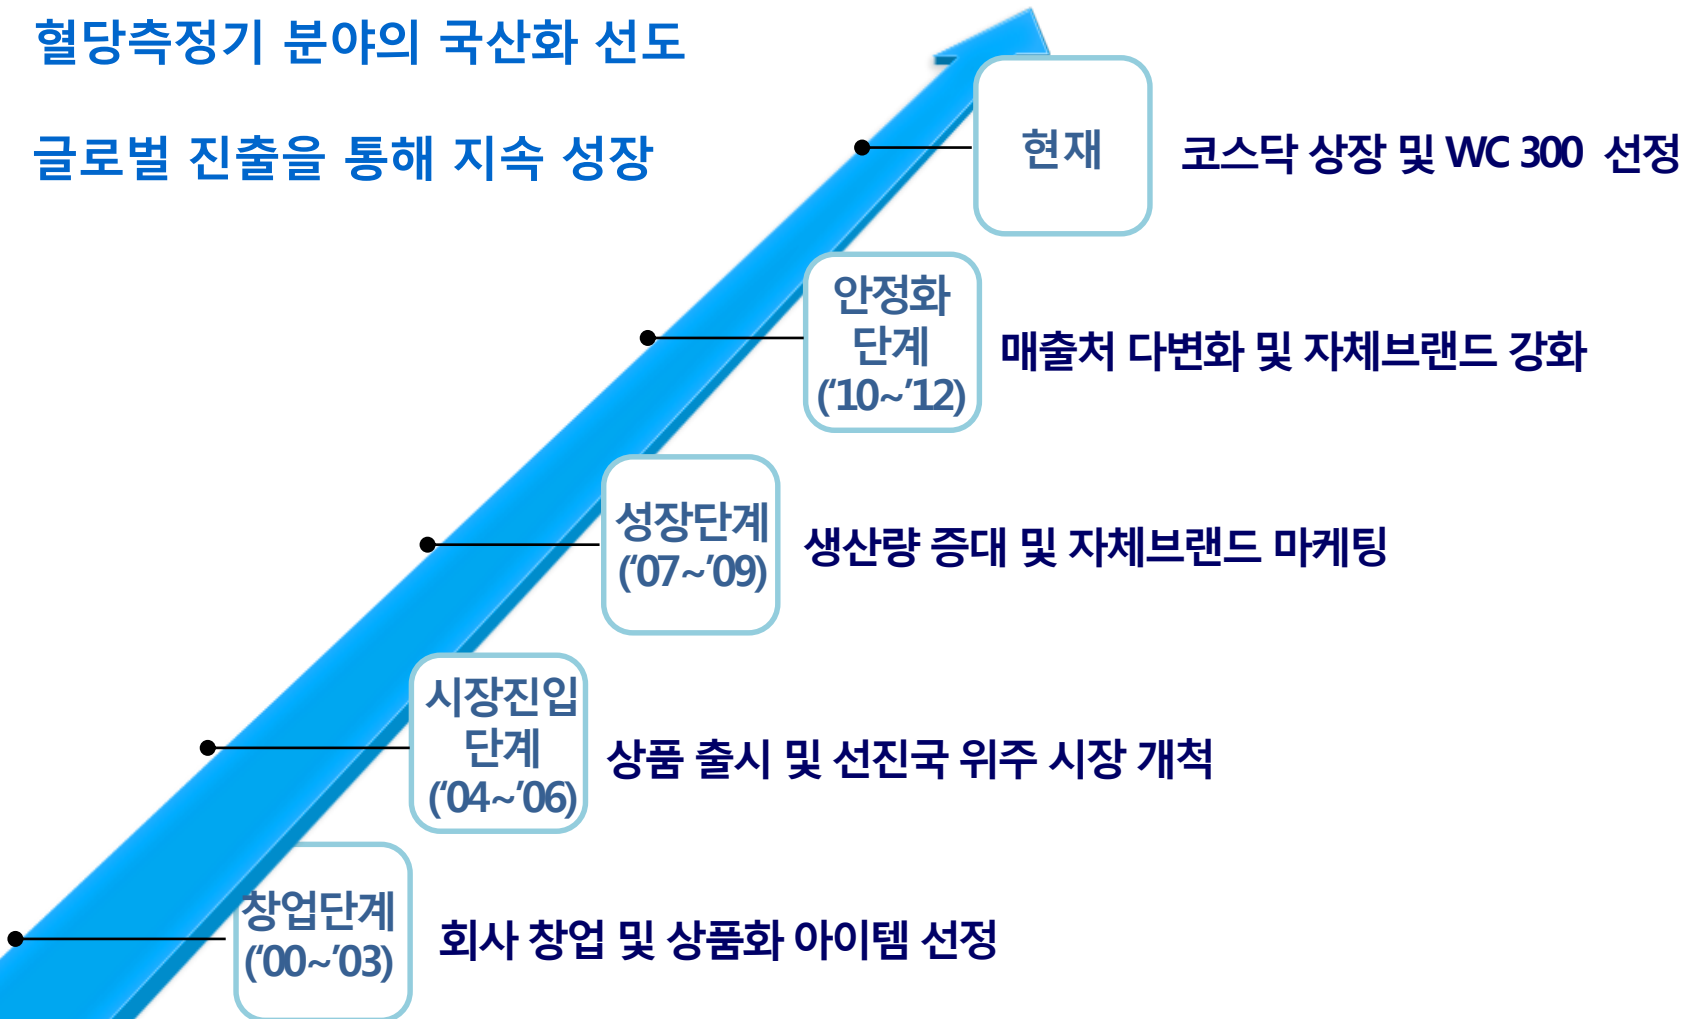 혈당측정기 분야의 국산화 선도
글로벌 진출을 통해 지속 성장
현재
코스닥 상장 및 WC 300 선정
안정화
단계
(‘10~’12)
매출처 다변화 및 자체브랜드 강화
성장단계
(‘07~’09)
생산량 증대 및 자체브랜드 마케팅
시장진입
단계
(‘04~’06)
상품 출시 및 선진국 위주 시장 개척
창업단계
(‘00~’03)
회사 창업 및 상품화 아이템 선정